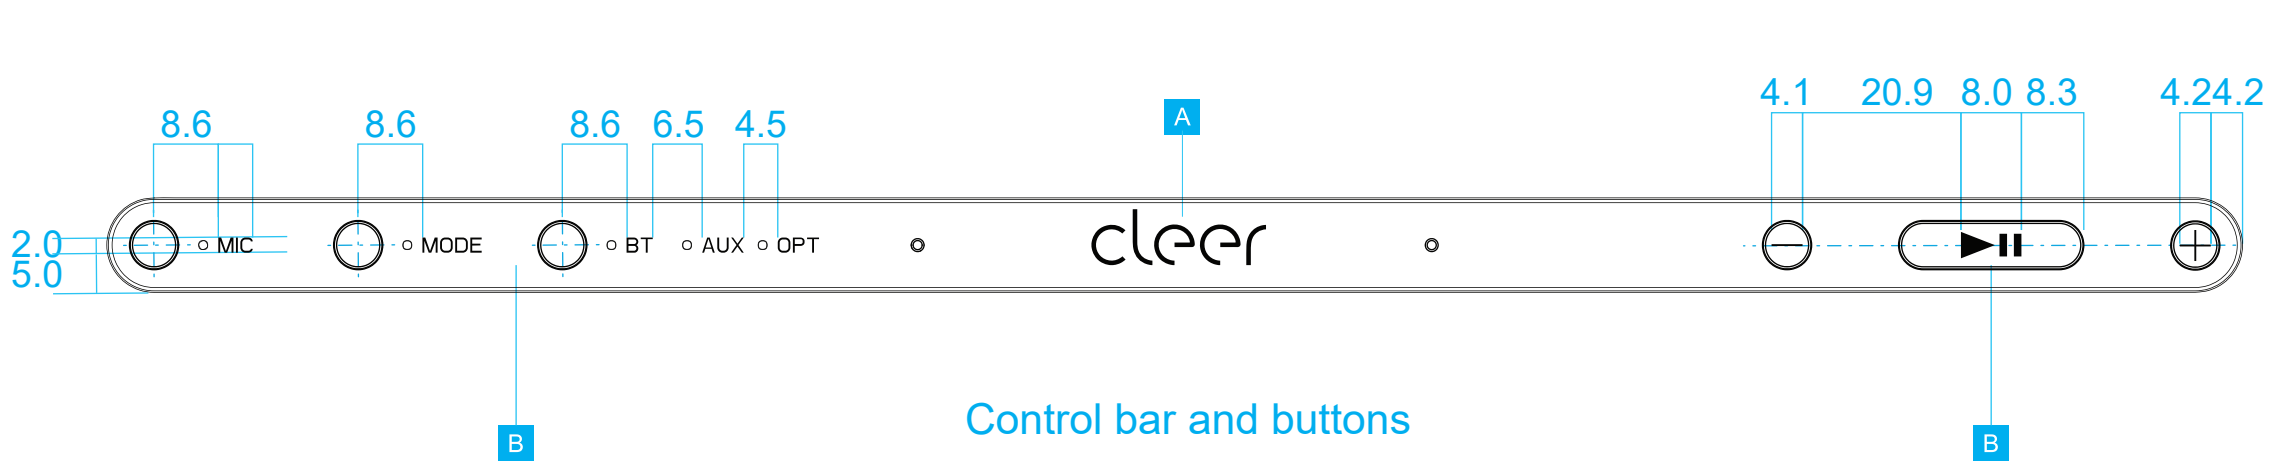 4.1 20.9 8.0 8.3 4.2 4.2
8.6 8.6 8.6 6.5 4.5 A
2.0 MIC MODE BT AUX OPT cleer
5.0
Control bar and buttons
B B